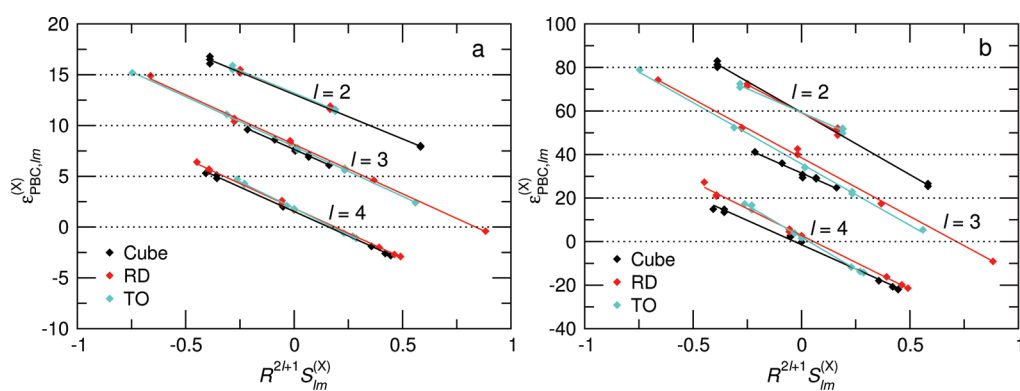 20
15
10
5
0
-5
-10
ε(X)PBC,lm
a
l = 2
l = 3
l = 4
Cube
RD
TO
-1
-0.5
0
0.5
1
R2l+1 Slm(X)
100
80
60
40
20
0
-20
-40
ε(X)PBC,lm
b
l = 2
l = 3
l = 4
Cube
RD
TO
-1
-0.5
0
0.5
1
R2l+1 Slm(X)